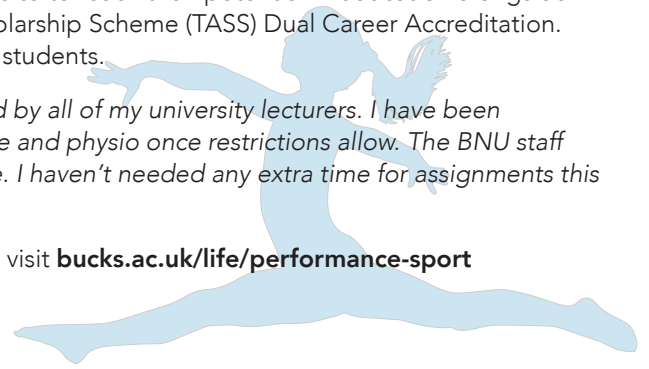 olarship Scheme (TASS) Dual Career Accreditation.
students.
d by all of my university lecturers. I have been
e and physio once restrictions allow. The BNU staff
e. I haven't needed any extra time for assignments this
visit bucks.ac.uk/life/performance-sport